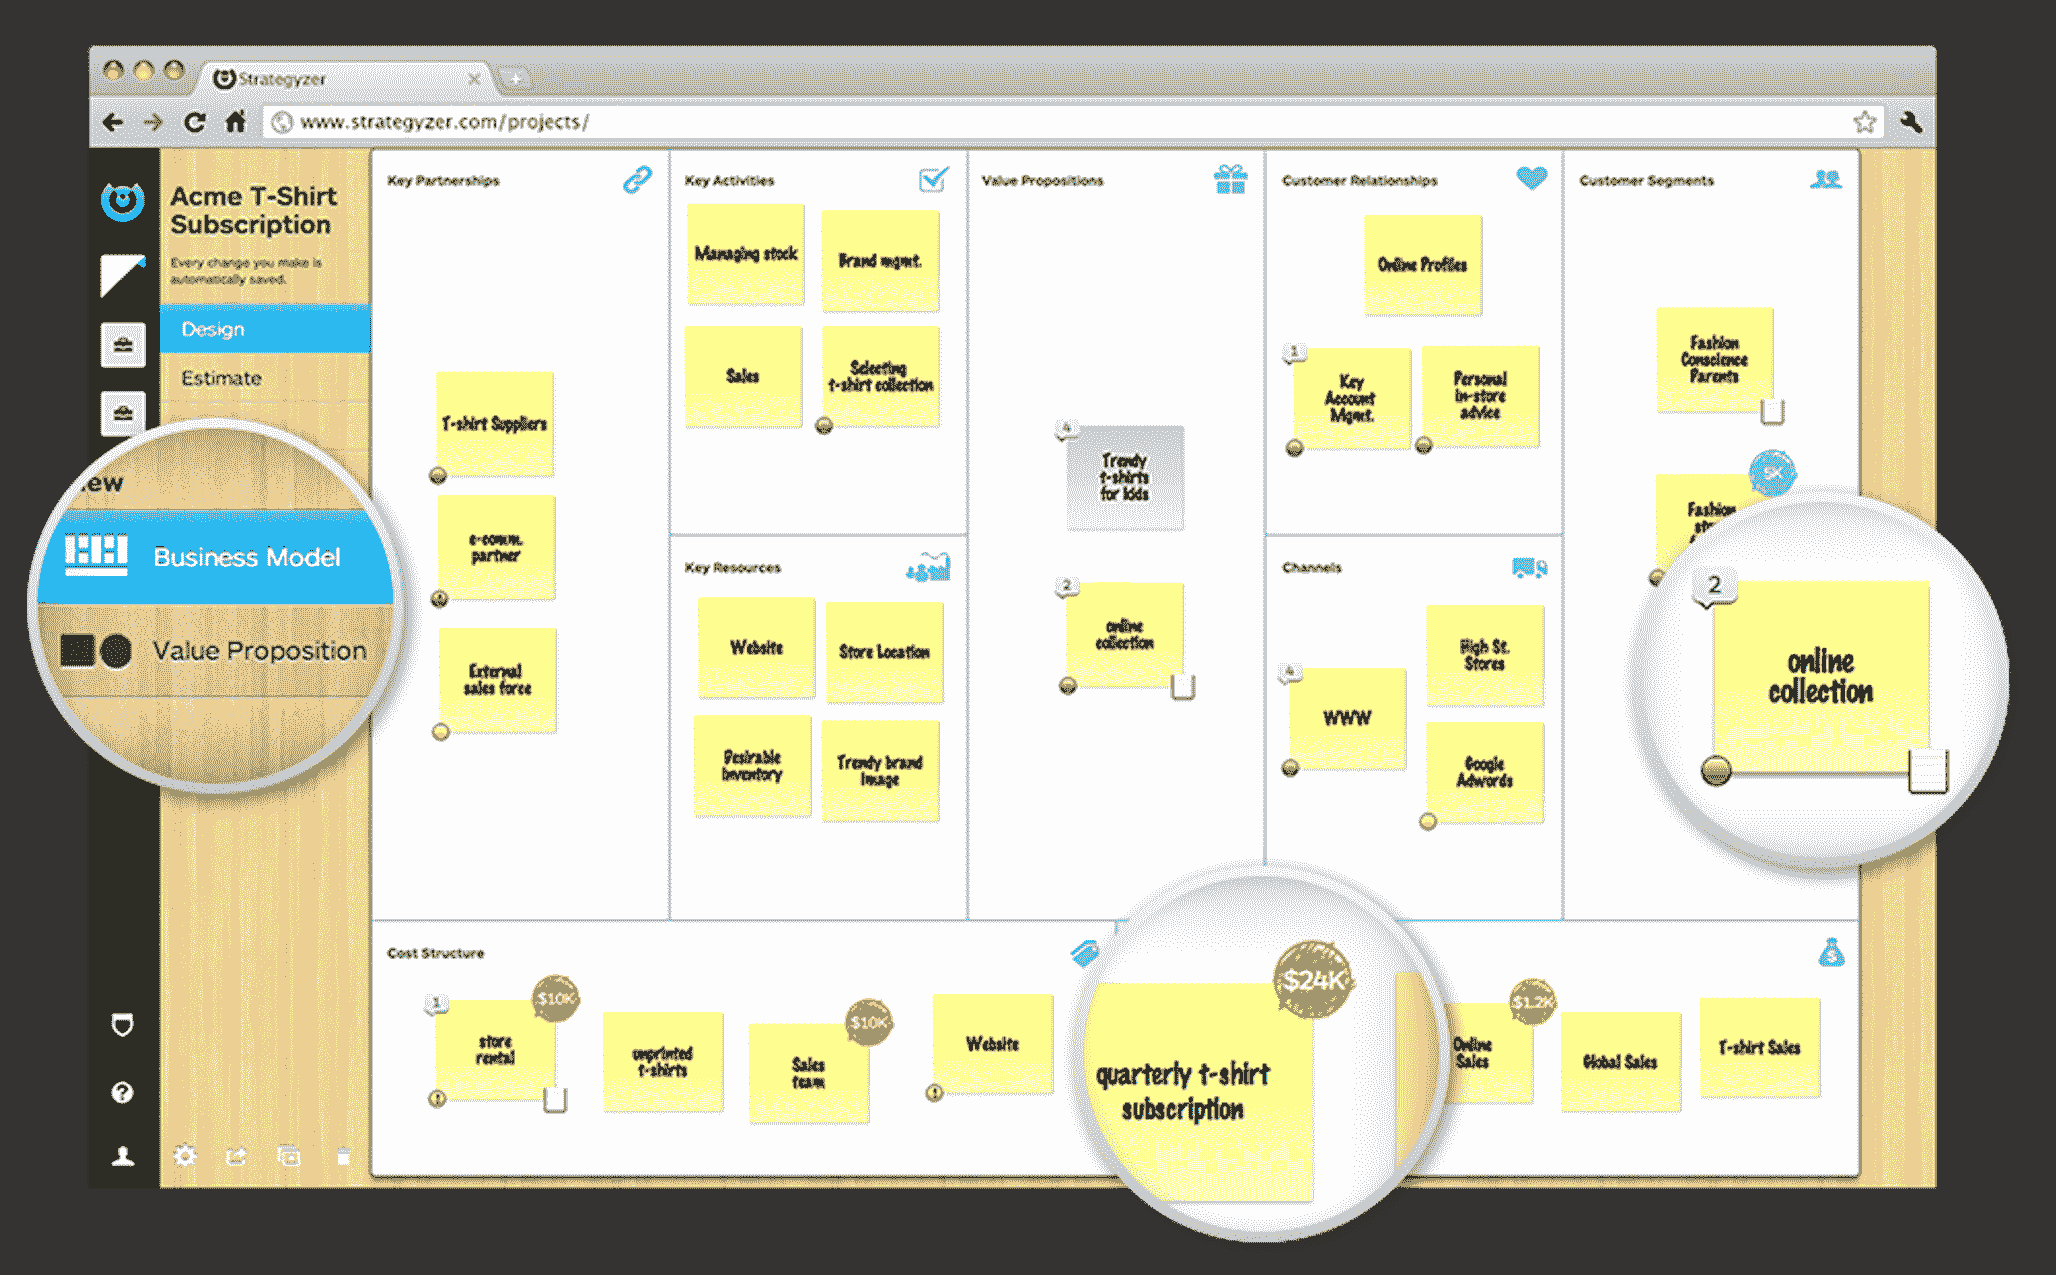 Strategyzer
www.strategyzer.com/projects/
Acme T-Shirt
Subscription
Every change you make is
automatically saved.
Design
Estimate
ew
Business Model
Value Proposition
Key Partnerships
T-shirt Suppliers
e-comm.
partner
External
sales force
Key Activities
Managing stock
Brand mgmt.
Sales
Selecting
t-shirt collection
Key Resources
Website
Store Location
Desirable
Inventory
Trendy brand
Image
Value Propositions
4
Trendy
t-shirts
for kids
2
online
collection
Customer Relationships
Online Profiles
1
Key
Account
Mgmt.
Personal
in-store
advice
Channels
High St.
Stores
4
WWW
Google
Adwords
Customer Segments
Fashion
Conscience
Parents
Fashion
2
online
collection
Cost Structure
1
$10K
store
rental
unprinted
t-shirts
$10K
Sales
team
Website
$24K
quarterly t-shirt
subscription
$1.2K
Online
Sales
Global Sales
T-shirt Sales